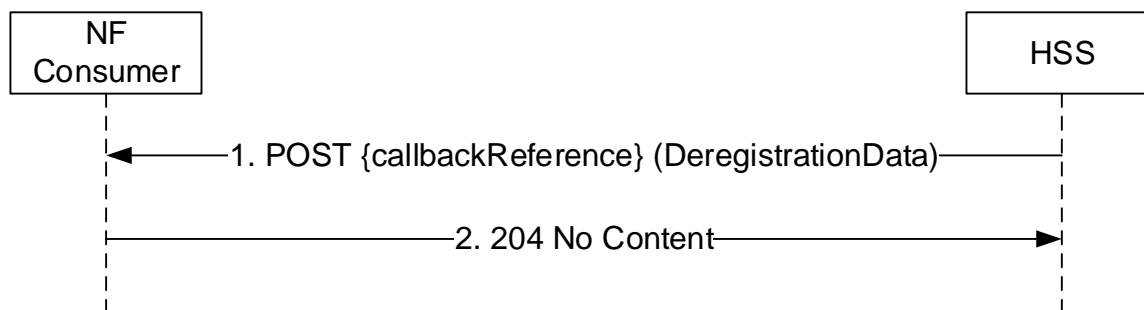 NF
Consumer
HSS
1. POST {callbackReference} (DeregistrationData)
2. 204 No Content